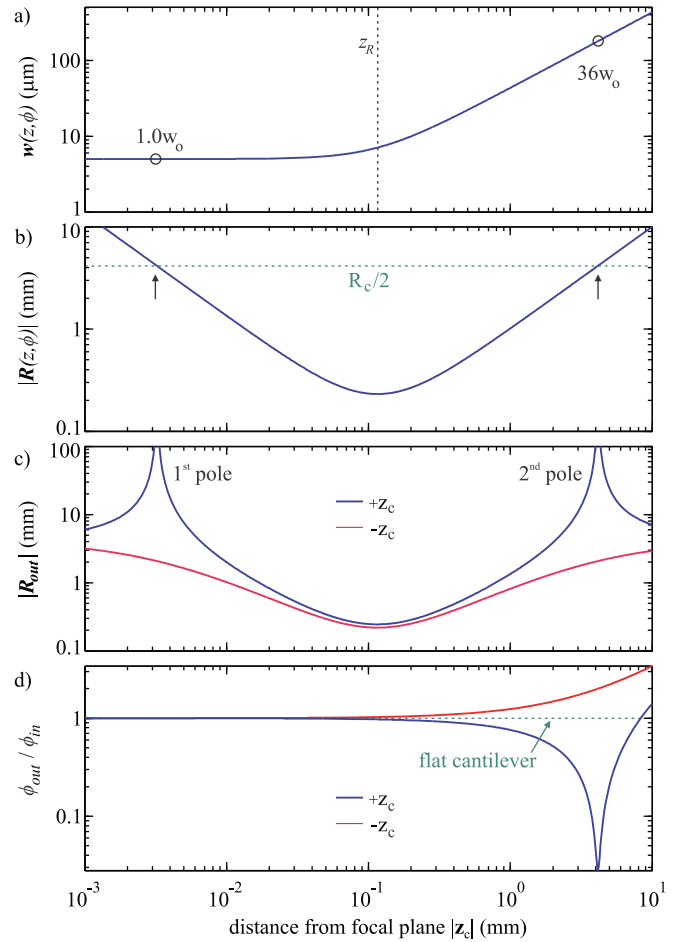 a)
w(z,ϕ) (μm)
100
10
1
z_R
1.0w_o
36w_o
b)
|R(z,ϕ)| (mm)
10
1
0.1
R_c/2
c)
|R_out| (mm)
100
10
1
0.1
1st pole
2nd pole
+z_c
-z_c
d)
ϕ_out / ϕ_in
1
0.1
flat cantilever
+z_c
-z_c
10^-3 10^-2 10^-1 10^0 10^1
distance from focal plane |z_c| (mm)